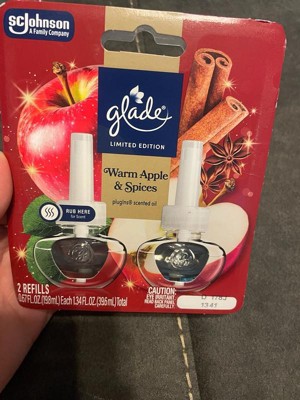 SC Johnson
A Family Company
glade®
LIMITED EDITION
Warm Apple
& Spices
plugins® scented oil
RUB HERE
for Scent
2 REFILLS
0.67 FL. OZ. (19.8 mL) Each 1.34 FL. OZ. (39.6 mL) Total
CAUTION:
EYE IRRITANT
READ BACK PANEL
CAREFULLY.
1341